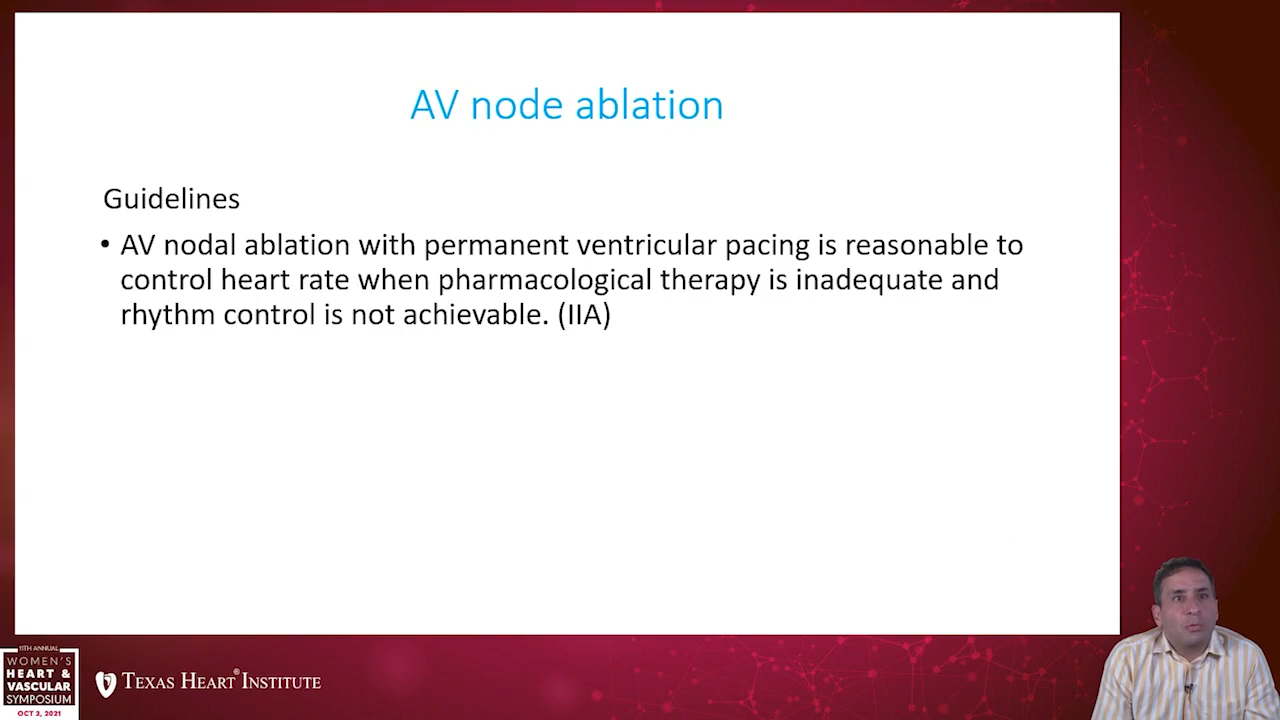 AV node ablation
Guidelines
• AV nodal ablation with permanent ventricular pacing is reasonable to
control heart rate when pharmacological therapy is inadequate and
rhythm control is not achievable. (IIA)
11TH ANNUAL
WOMEN'S
HEART &
VASCULAR
SYMPOSIUM
OCT 2, 2021
TEXAS HEART® INSTITUTE